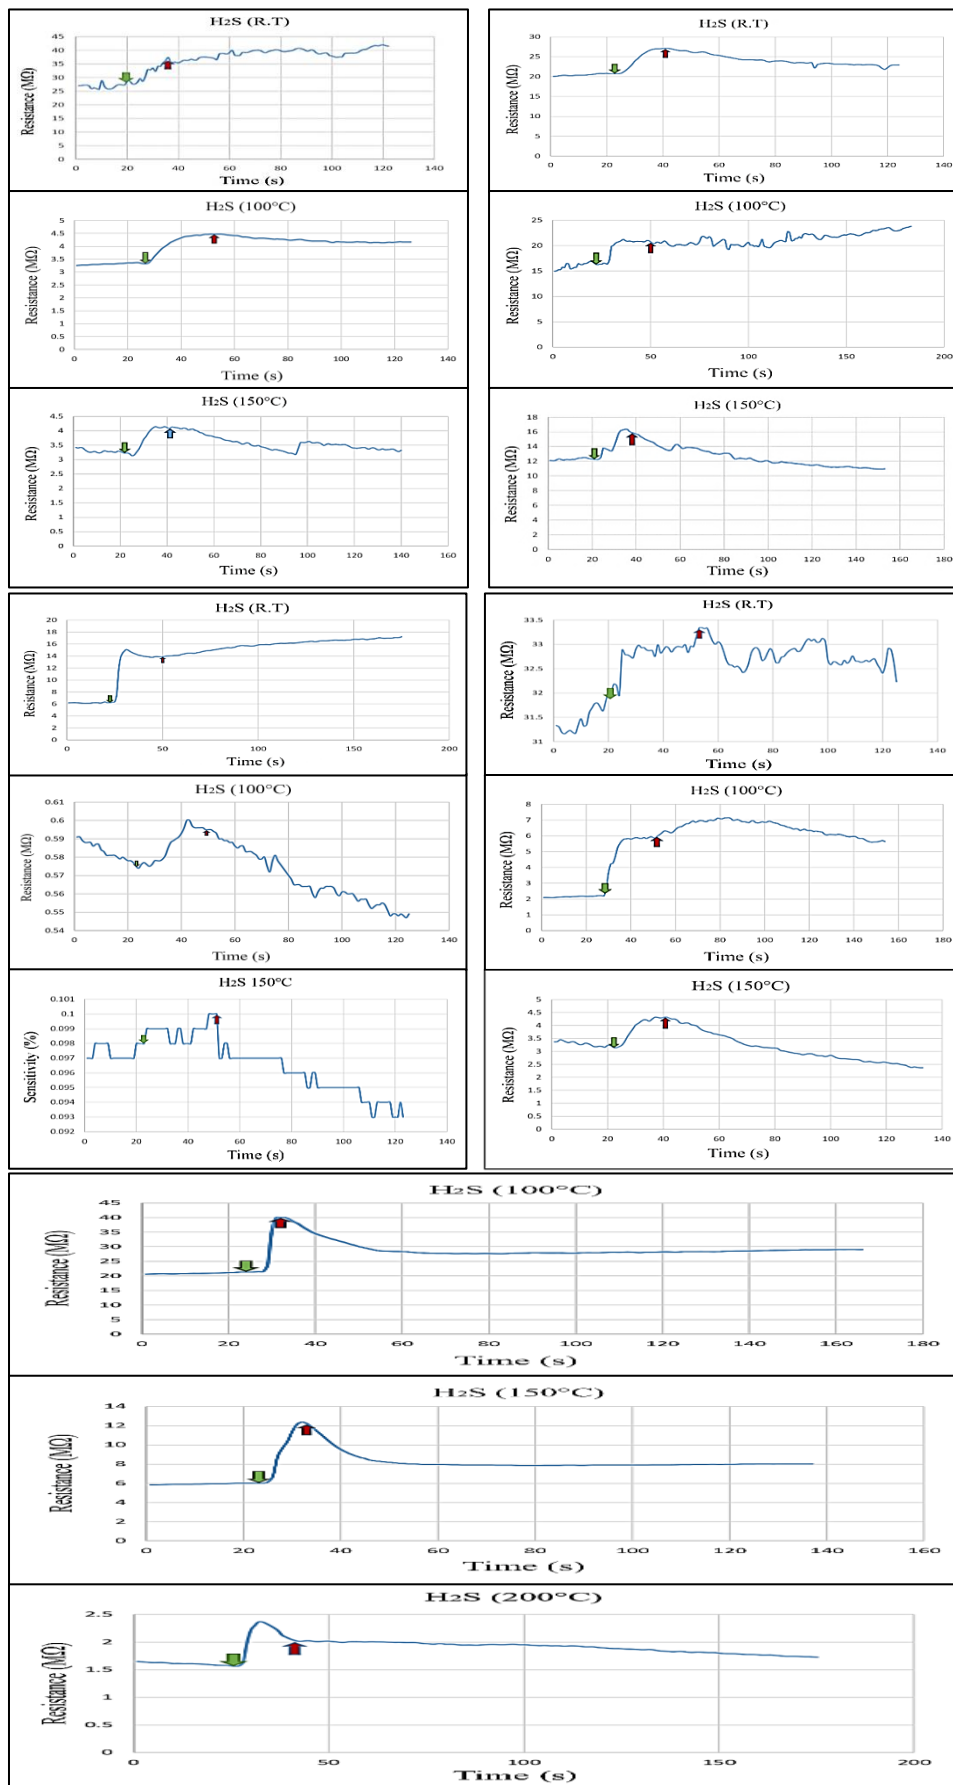 H₂S (R.T)
Resistance (MΩ)
45
40
35
30
25
20
15
10
5
0
0 20 40 60 80 100 120 140
Time (s)
H₂S (R.T)
Resistance (MΩ)
30
25
20
15
10
5
0
0 20 40 60 80 100 120 140
Time (s)
H₂S (100°C)
Resistance (MΩ)
5
4.5
4
3.5
3
2.5
2
1.5
1
0.5
0
0 20 40 60 80 100 120 140
Time (s)
H₂S (100°C)
Resistance (MΩ)
25
20
15
10
5
0
0 50 100 150 200
Time (s)
H₂S (150°C)
Resistance (MΩ)
4.5
4
3.5
3
2.5
2
1.5
1
0.5
0
0 20 40 60 80 100 120 140 160
Time (s)
H₂S (150°C)
Resistance (MΩ)
18
16
14
12
10
8
6
4
2
0
0 20 40 60 80 100 120 140 160 180
Time (s)
H₂S (R.T)
Resistance (MΩ)
20
18
16
14
12
10
8
6
4
2
0
0 50 100 150 200
Time (s)
H₂S (R.T)
Resistance (MΩ)
33.5
33
32.5
32
31.5
31
0 20 40 60 80 100 120 140
Time (s)
H₂S (100°C)
Resistance (MΩ)
0.61
0.6
0.59
0.58
0.57
0.56
0.55
0.54
0 20 40 60 80 100 120 140
Time (s)
H₂S (100°C)
Resistance (MΩ)
8
7
6
5
4
3
2
1
0
0 20 40 60 80 100 120 140 160 180
Time (s)
H₂S 150°C
Sensitivity (%)
0.101
0.1
0.099
0.098
0.097
0.096
0.095
0.094
0.093
0.092
0 20 40 60 80 100 120 140
Time (s)
H₂S (150°C)
Resistance (MΩ)
5
4.5
4
3.5
3
2.5
2
1.5
1
0.5
0
0 20 40 60 80 100 120 140
Time (s)
H₂S (100°C)
Resistance (MΩ)
45
40
35
30
25
20
15
10
5
0
0 20 40 60 80 100 120 140 160 180
Time (s)
H₂S (150°C)
Resistance (MΩ)
14
12
10
8
6
4
2
0
0 20 40 60 80 100 120 140 160
Time (s)
H₂S (200°C)
Resistance (MΩ)
2.5
2
1.5
1
0.5
0
0 50 100 150 200
Time (s)